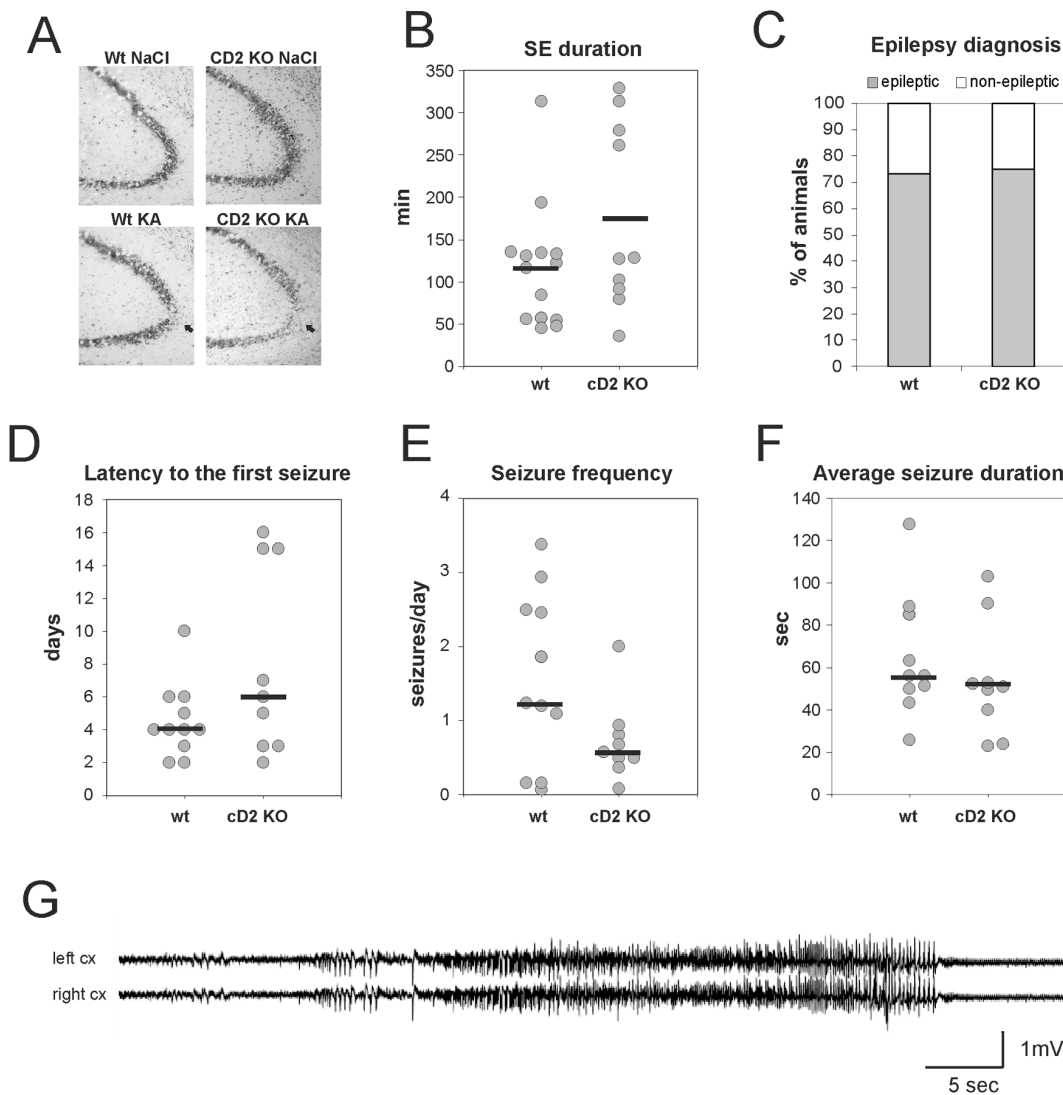 A
Wt NaCl
CD2 KO NaCl
Wt KA
CD2 KO KA
B
SE duration
min
350
300
250
200
150
100
50
0
wt
cD2 KO
C
Epilepsy diagnosis
epileptic
non-epileptic
% of animals
100
90
80
70
60
50
40
30
20
10
0
wt
cD2 KO
D
Latency to the first seizure
days
18
16
14
12
10
8
6
4
2
0
wt
cD2 KO
E
Seizure frequency
seizures/day
4
3
2
1
0
wt
cD2 KO
F
Average seizure duration
sec
140
120
100
80
60
40
20
0
wt
cD2 KO
G
left cx
right cx
1mV
5 sec